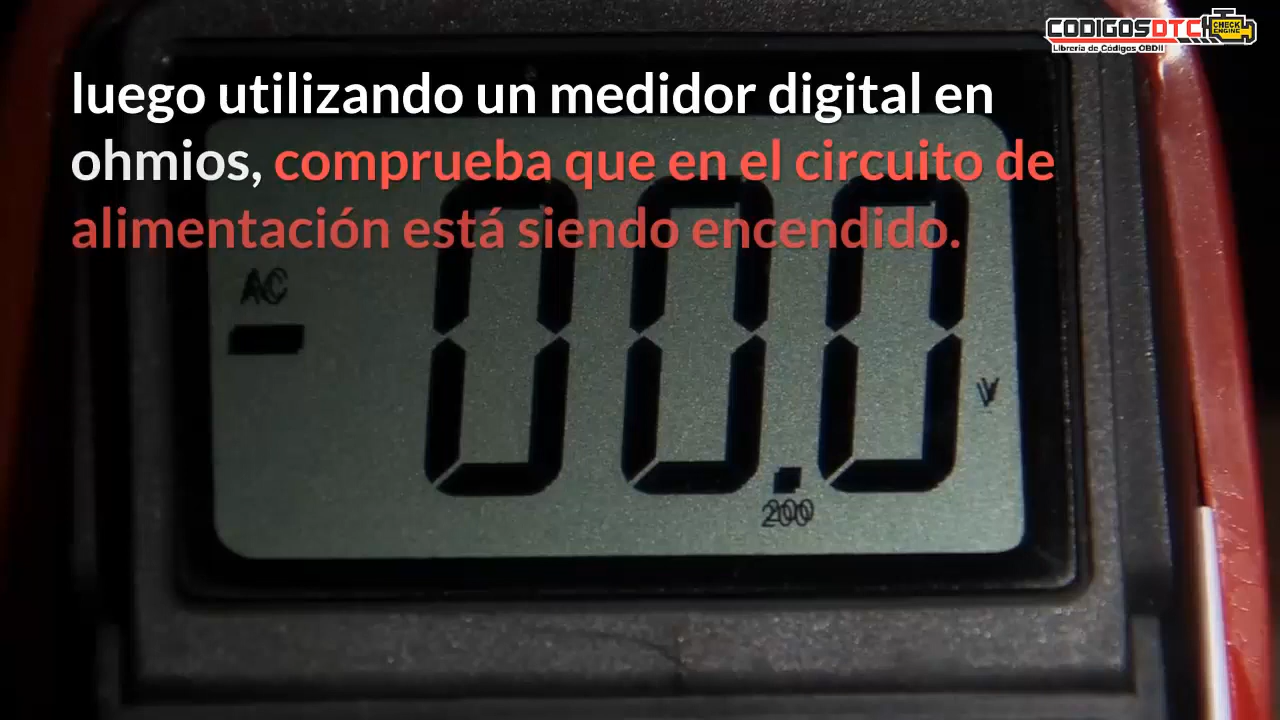 CODIGOSDTC
CHECK ENGINE
Libreria de Códigos OBDII
luego utilizando un medidor digital en
ohmios, comprueba que en el circuito de
alimentación está siendo encendido.
AC
- 00.0
V
200